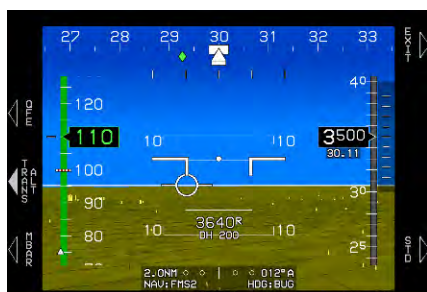 27 28 29 30 31 32 33
EXIT
40
120
QFE
110
3500
10 10
30.11
TRANS ALT
100
30
90
3640R
DH 200
10 10
80
25
MBAR
STD
2.0NM 012°A
NAV:FMS2 HDG:BUG